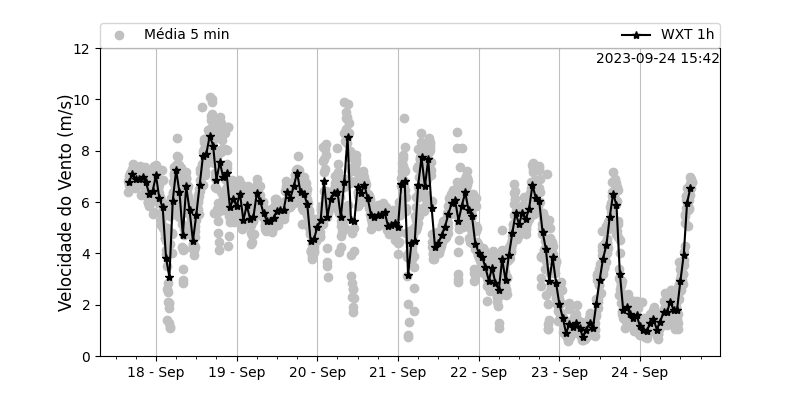 Média 5 min
WXT 1h
2023-09-24 15:42
Velocidade do Vento (m/s)
12
10
8
6
4
2
0
18 - Sep
19 - Sep
20 - Sep
21 - Sep
22 - Sep
23 - Sep
24 - Sep